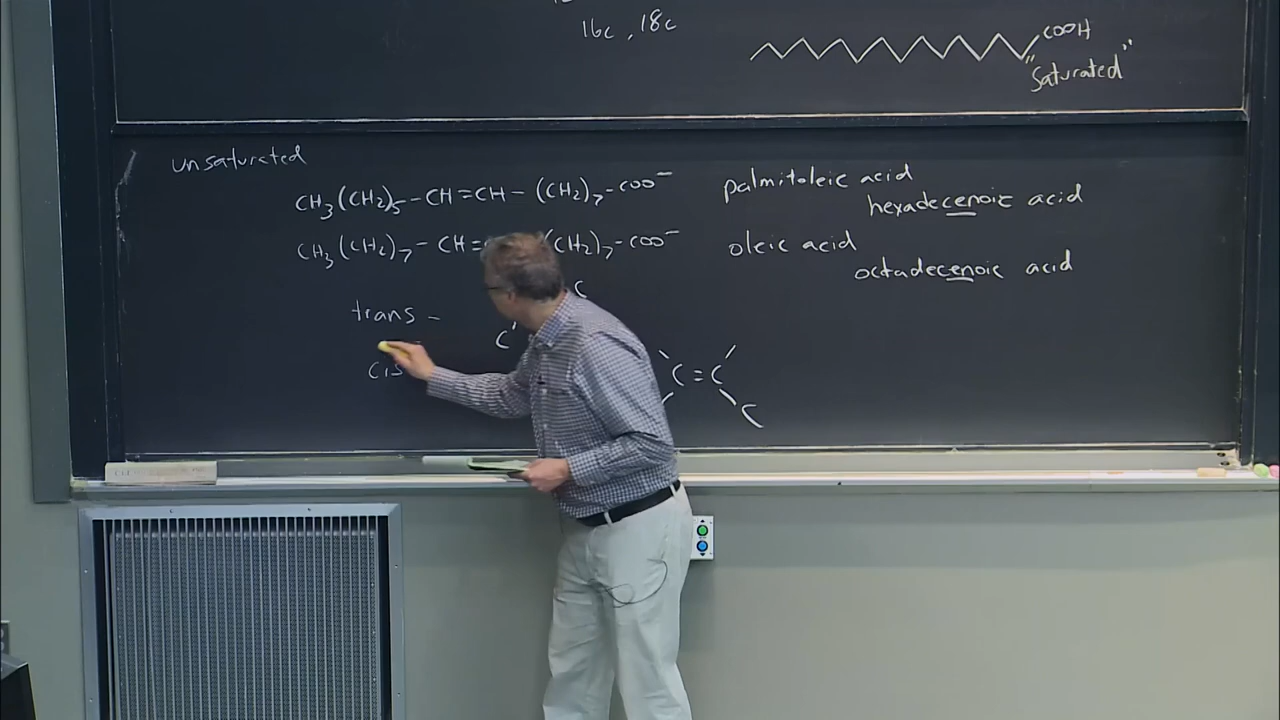 16c, 18c
COOH
"Saturated"
unsaturated
CH₃(CH₂)₅-CH=CH-(CH₂)₇-COO⁻ palmitoleic acid
hexadecenoic acid
CH₃(CH₂)₇-CH= (CH₂)₇-COO⁻ oleic acid
octadecenoic acid
C
trans -
C
cis
C=C
C